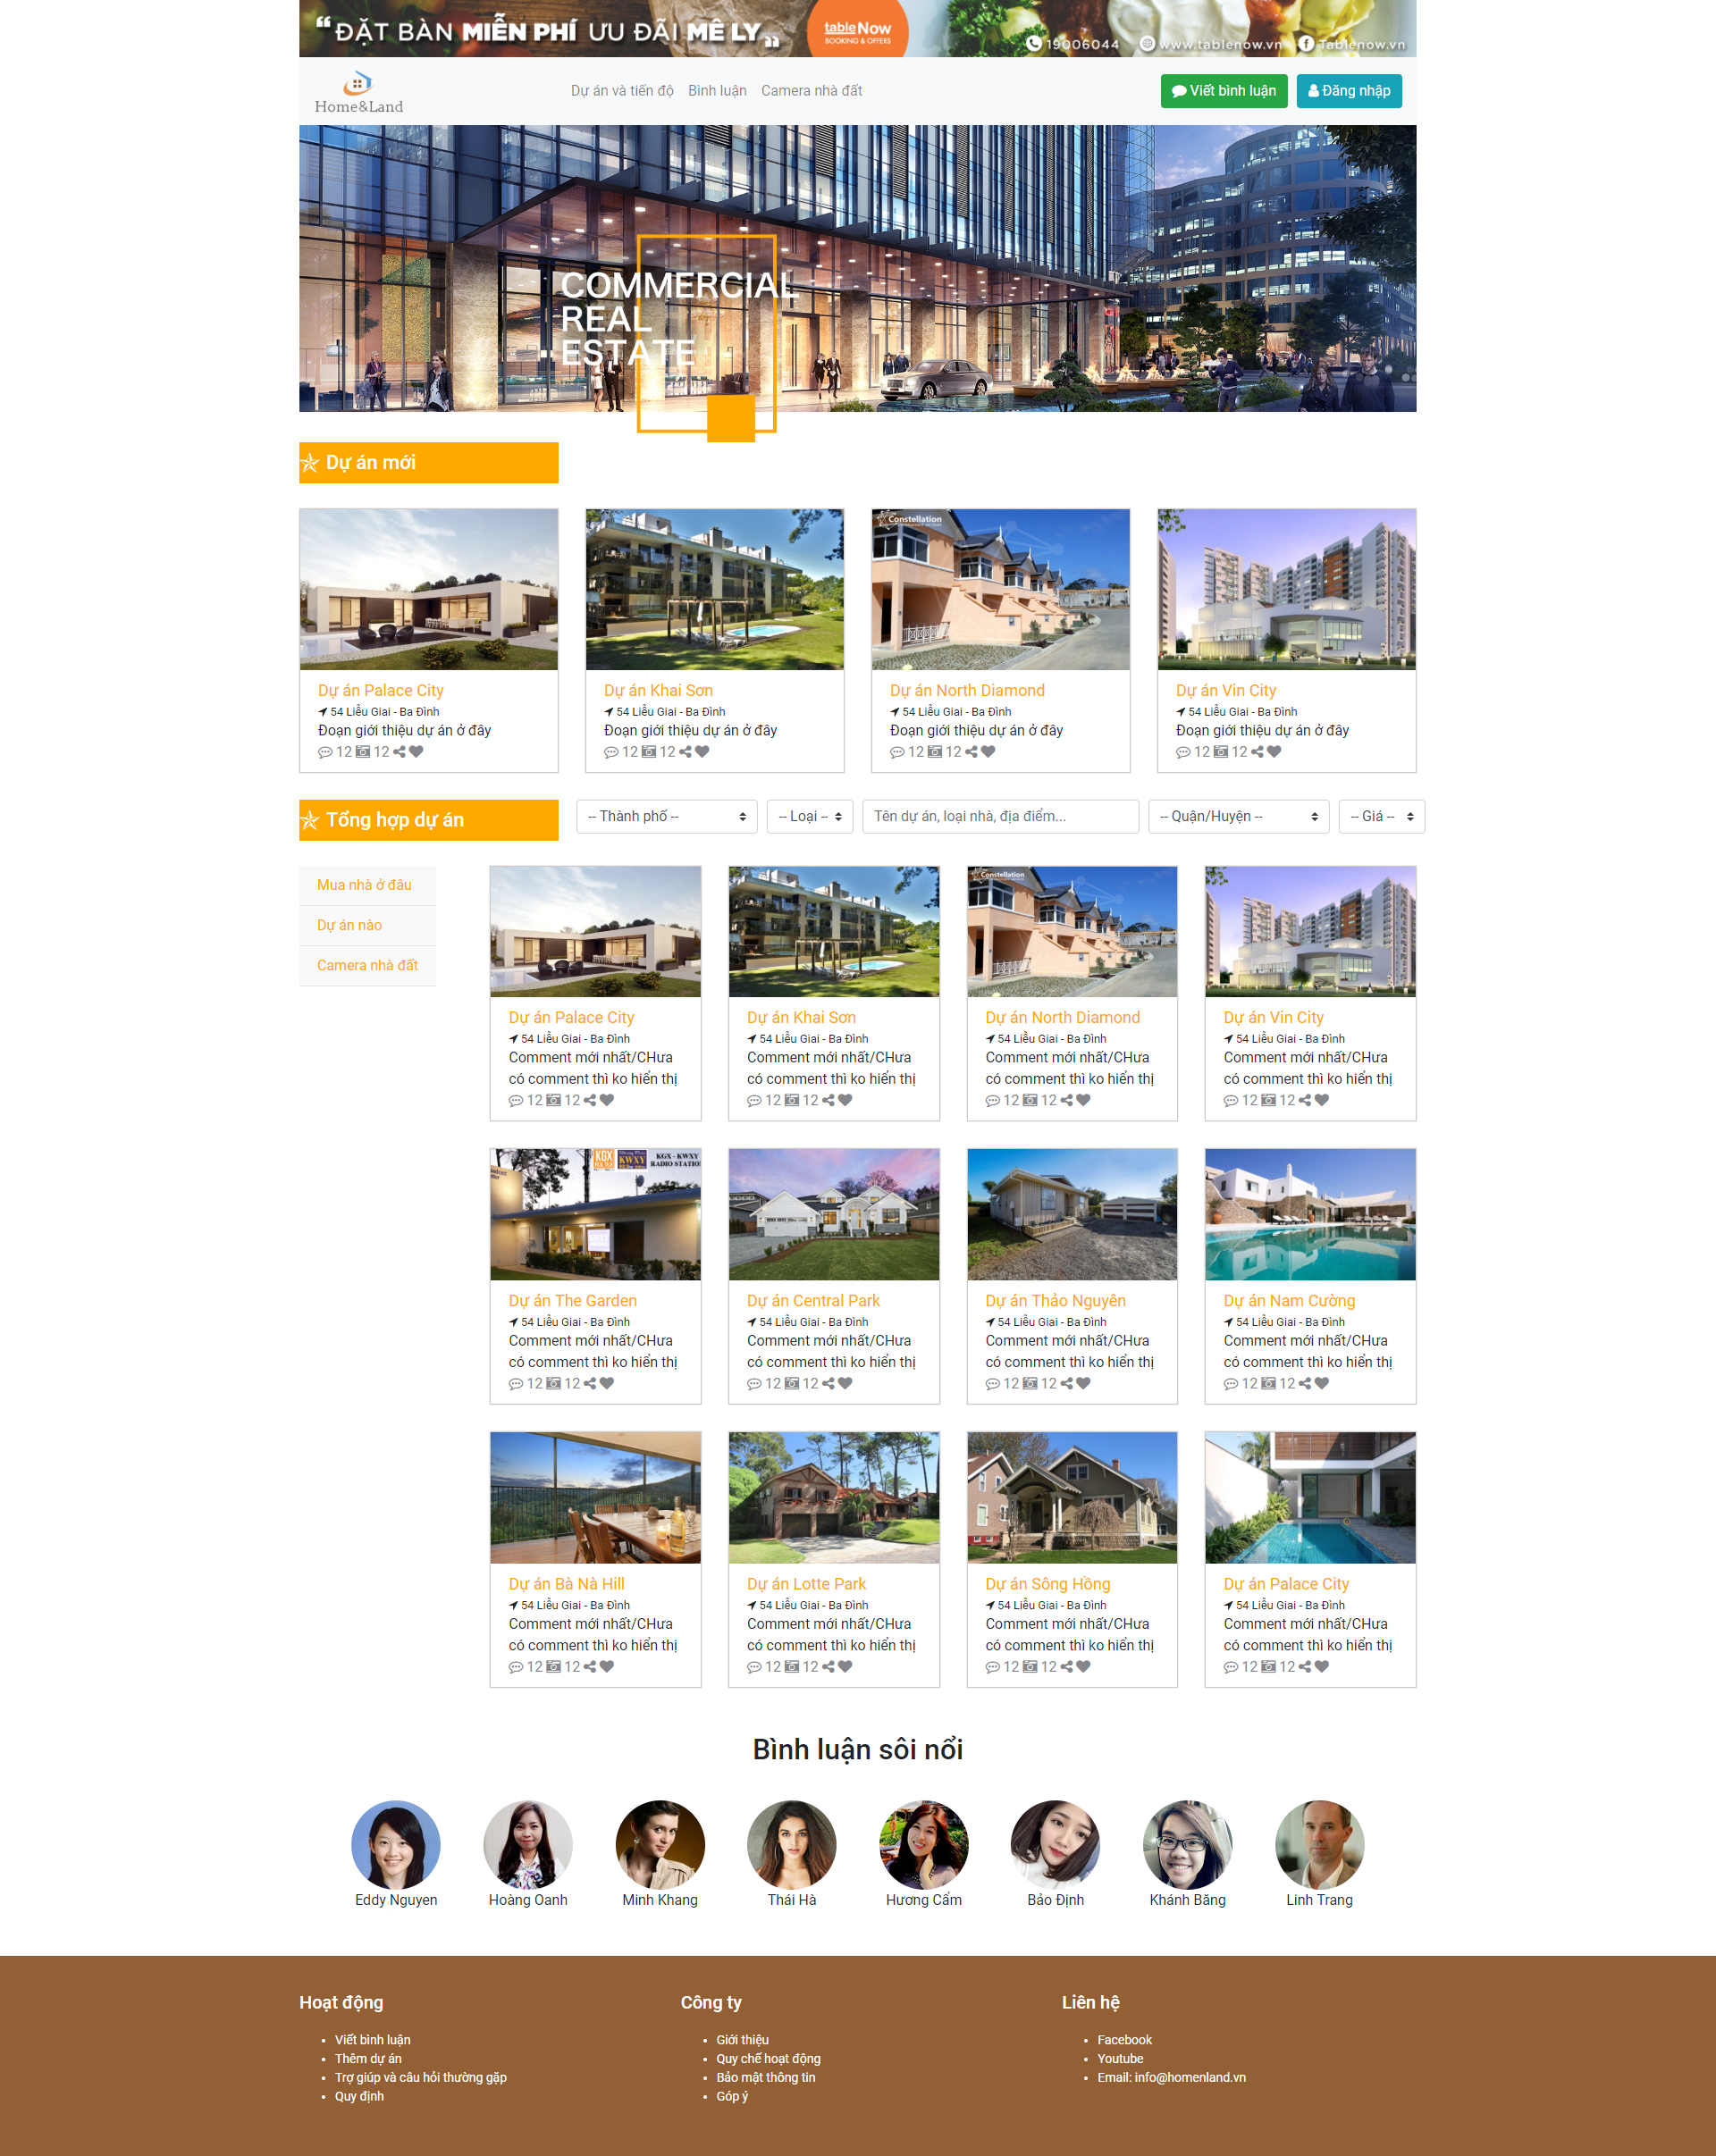 “ ĐẶT BÀN MIỄN PHÍ ƯU ĐÃI MÊ LY „
tableNow
BOOKING & OFFERS
19006044 www.tablenow.vn Tablenow.vn
Home&Land
Dự án và tiến độ Bình luận Camera nhà đất
Viết bình luận Đăng nhập
COMMERCIAL
REAL
ESTATE
Dự án mới
Constellation
Dự án Palace City Dự án Khai Sơn Dự án North Diamond Dự án Vin City
54 Liễu Giai - Ba Đình 54 Liễu Giai - Ba Đình 54 Liễu Giai - Ba Đình 54 Liễu Giai - Ba Đình
Đoạn giới thiệu dự án ở đây Đoạn giới thiệu dự án ở đây Đoạn giới thiệu dự án ở đây Đoạn giới thiệu dự án ở đây
12 12 12 12 12 12 12 12
Tổng hợp dự án -- Thành phố -- -- Loại -- Tên dự án, loại nhà, địa điểm... -- Quận/Huyện -- -- Giá --
Mua nhà ở đâu
Dự án nào
Camera nhà đất
Constellation
Dự án Palace City Dự án Khai Sơn Dự án North Diamond Dự án Vin City
54 Liễu Giai - Ba Đình 54 Liễu Giai - Ba Đình 54 Liễu Giai - Ba Đình 54 Liễu Giai - Ba Đình
Comment mới nhất/CHưa Comment mới nhất/CHưa Comment mới nhất/CHưa Comment mới nhất/CHưa
có comment thì ko hiển thị có comment thì ko hiển thị có comment thì ko hiển thị có comment thì ko hiển thị
12 12 12 12 12 12 12 12
KGX KWXY KGX - KWXY
RADIO STATION
Dự án The Garden Dự án Central Park Dự án Thảo Nguyên Dự án Nam Cường
54 Liễu Giai - Ba Đình 54 Liễu Giai - Ba Đình 54 Liễu Giai - Ba Đình 54 Liễu Giai - Ba Đình
Comment mới nhất/CHưa Comment mới nhất/CHưa Comment mới nhất/CHưa Comment mới nhất/CHưa
có comment thì ko hiển thị có comment thì ko hiển thị có comment thì ko hiển thị có comment thì ko hiển thị
12 12 12 12 12 12 12 12
Dự án Bà Nà Hill Dự án Lotte Park Dự án Sông Hồng Dự án Palace City
54 Liễu Giai - Ba Đình 54 Liễu Giai - Ba Đình 54 Liễu Giai - Ba Đình 54 Liễu Giai - Ba Đình
Comment mới nhất/CHưa Comment mới nhất/CHưa Comment mới nhất/CHưa Comment mới nhất/CHưa
có comment thì ko hiển thị có comment thì ko hiển thị có comment thì ko hiển thị có comment thì ko hiển thị
12 12 12 12 12 12 12 12
Bình luận sôi nổi
Eddy Nguyen Hoàng Oanh Minh Khang Thái Hà Hương Cẩm Bảo Định Khánh Băng Linh Trang
Hoạt động Công ty Liên hệ
Viết bình luận Giới thiệu Facebook
Thêm dự án Quy chế hoạt động Youtube
Trợ giúp và câu hỏi thường gặp Bảo mật thông tin Email: info@homenland.vn
Quy định Góp ý